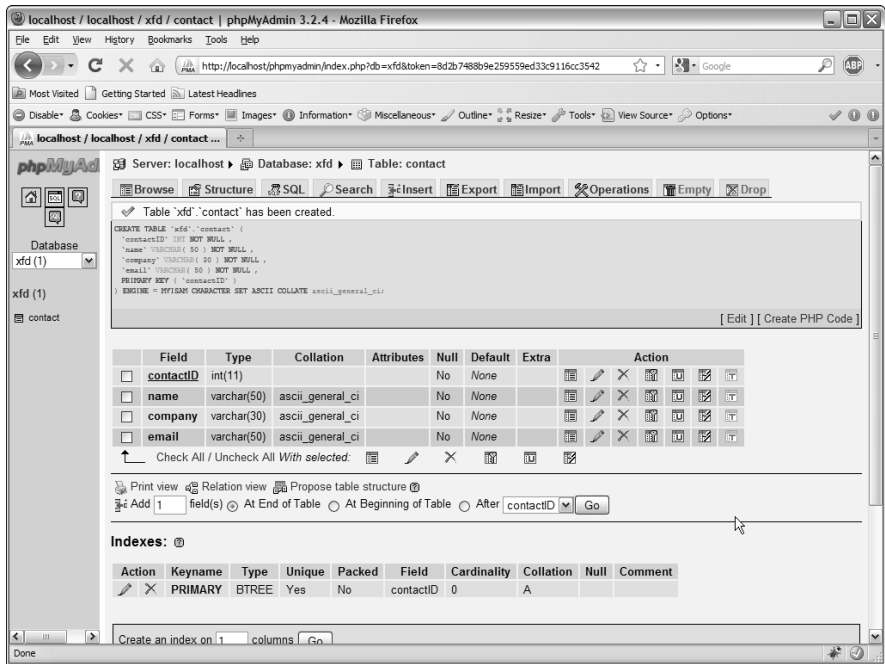 localhost / localhost / xfd / contact | phpMyAdmin 3.2.4 - Mozilla Firefox
File Edit View History Bookmarks Tools Help
http://localhost/phpmyadmin/index.php?db=xfd&token=8d2b7488b9e259559ed33c9116cc3542
Google
ABP
Most Visited Getting Started Latest Headlines
Disable Cookies CSS Forms Images Information Miscellaneous Outline Resize Tools View Source Options
localhost / localhost / xfd / contact ...
phpMyAd
Server: localhost Database: xfd Table: contact
Browse Structure SQL Search Insert Export Import Operations Empty Drop
Table `xfd`.`contact` has been created.
CREATE TABLE `xfd`.`contact` (
`contactID` INT NOT NULL ,
`name` VARCHAR( 50 ) NOT NULL ,
`company` VARCHAR( 30 ) NOT NULL ,
`email` VARCHAR( 50 ) NOT NULL ,
PRIMARY KEY ( `contactID` )
) ENGINE = MYISAM CHARACTER SET ASCII COLLATE ascii_general_ci;
[ Edit ] [ Create PHP Code ]
Database
xfd (1)
xfd (1)
contact
Field Type Collation Attributes Null Default Extra Action
contactID int(11) No None
name varchar(50) ascii_general_ci No None
company varchar(30) ascii_general_ci No None
email varchar(50) ascii_general_ci No None
Check All / Uncheck All With selected:
Print view Relation view Propose table structure
Add 1 field(s) At End of Table At Beginning of Table After contactID Go
Indexes:
Action Keyname Type Unique Packed Field Cardinality Collation Null Comment
PRIMARY BTREE Yes No contactID 0 A
Create an index on 1 columns Go
Done